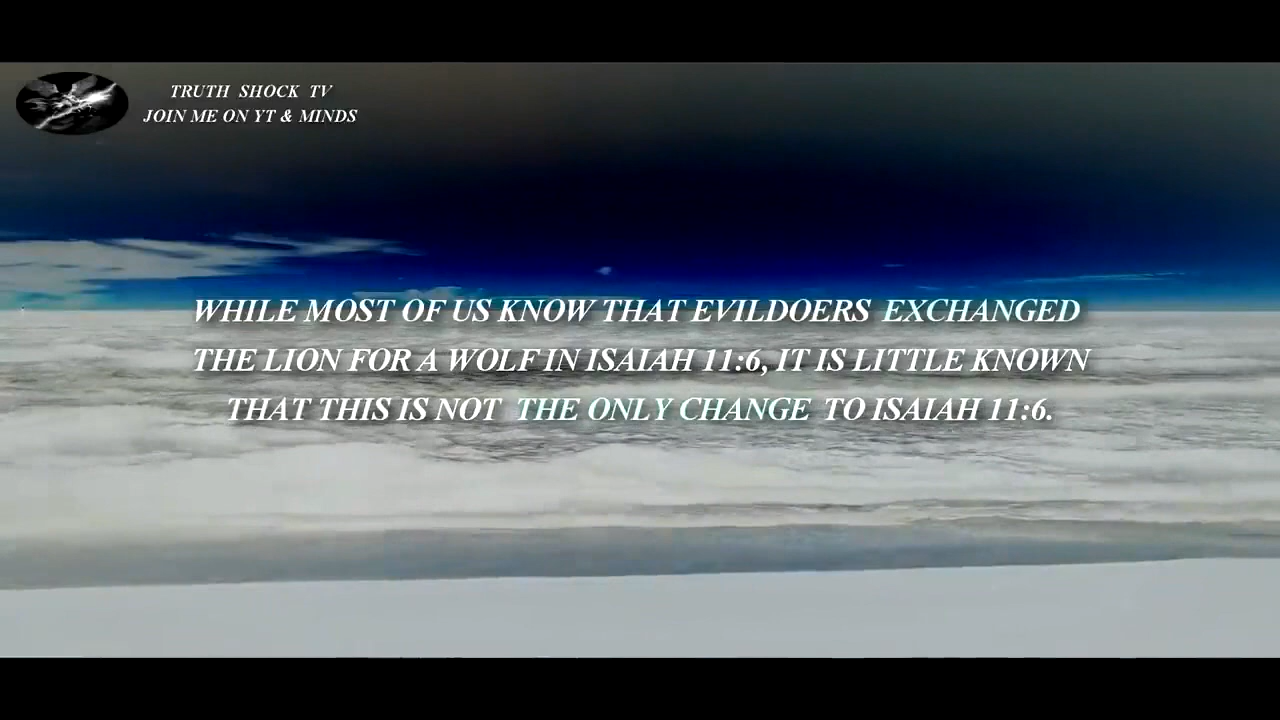 TRUTH SHOCK TV
JOIN ME ON YT & MINDS
WHILE MOST OF US KNOW THAT EVILDOERS EXCHANGED
THE LION FOR A WOLF IN ISAIAH 11:6, IT IS LITTLE KNOWN
THAT THIS IS NOT THE ONLY CHANGE TO ISAIAH 11:6.